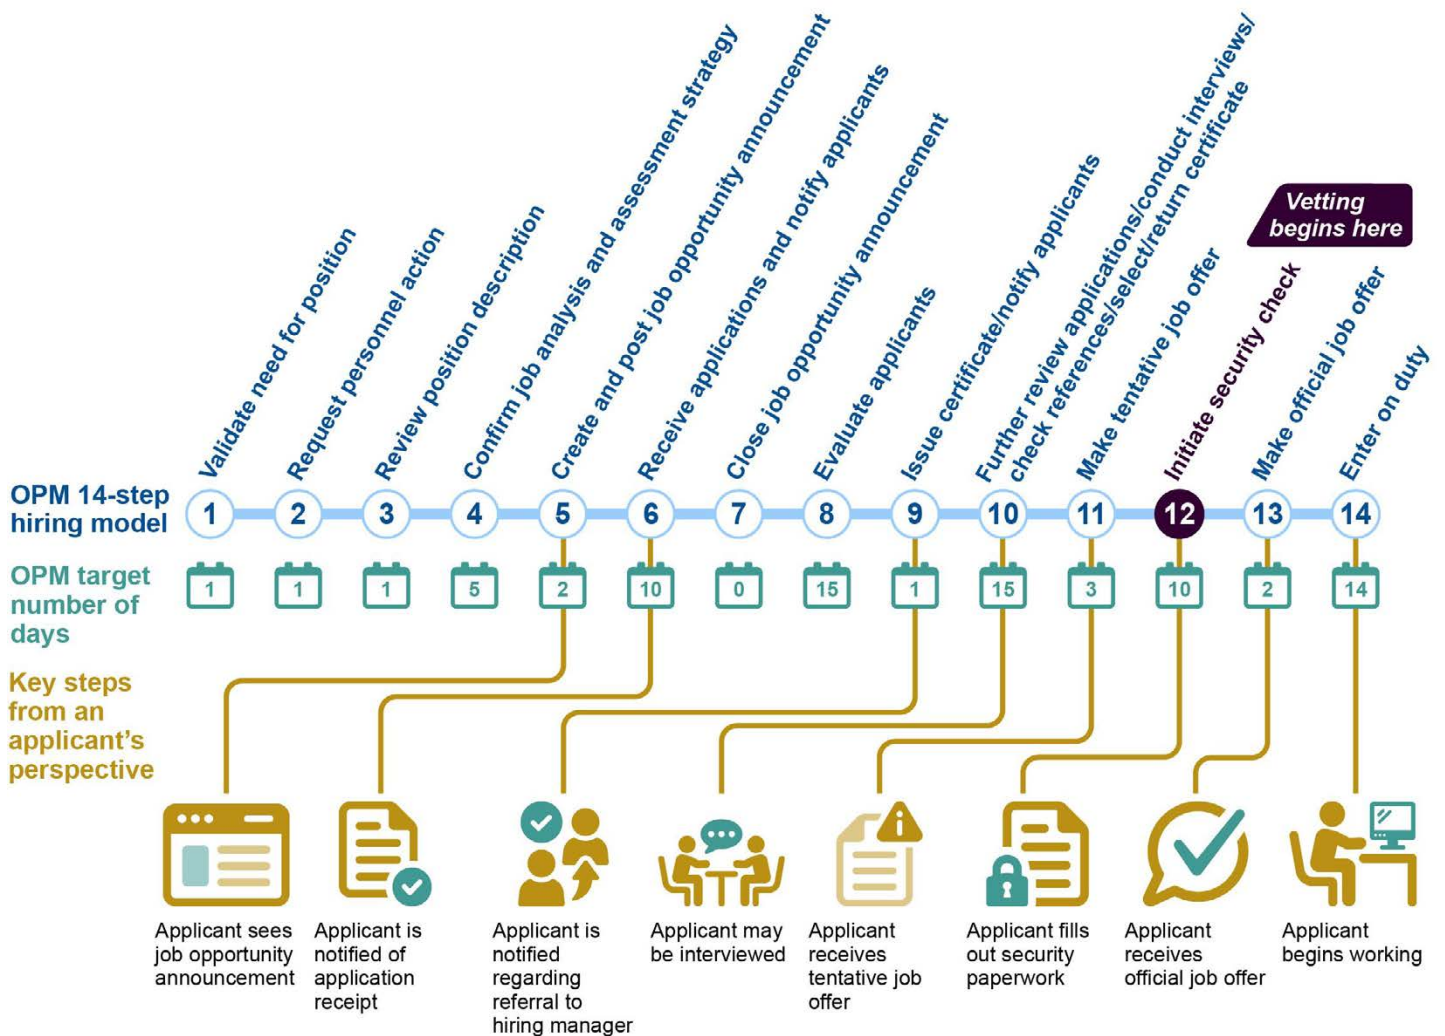 Validate need for position
Request personnel action
Review position description
Confirm job analysis and assessment strategy
Create and post job opportunity announcement
Receive applications and notify applicants
Close job opportunity announcement
Evaluate applicants
Issue certificate/notify applicants
Further review applications/conduct interviews/
check references/select/return certificate
Make tentative job offer
Vetting
begins here
Initiate security check
Make official job offer
Enter on duty
OPM 14-step
hiring model
1 2 3 4 5 6 7 8 9 10 11 12 13 14
OPM target
number of
days
1 1 1 5 2 10 0 15 1 15 3 10 2 14
Key steps
from an
applicant’s
perspective
i
Applicant sees
job opportunity
announcement
Applicant is
notified of
application
receipt
Applicant is
notified
regarding
referral to
hiring manager
Applicant may
be interviewed
Applicant
receives
tentative job
offer
Applicant fills
out security
paperwork
Applicant
receives
official job offer
Applicant
begins working